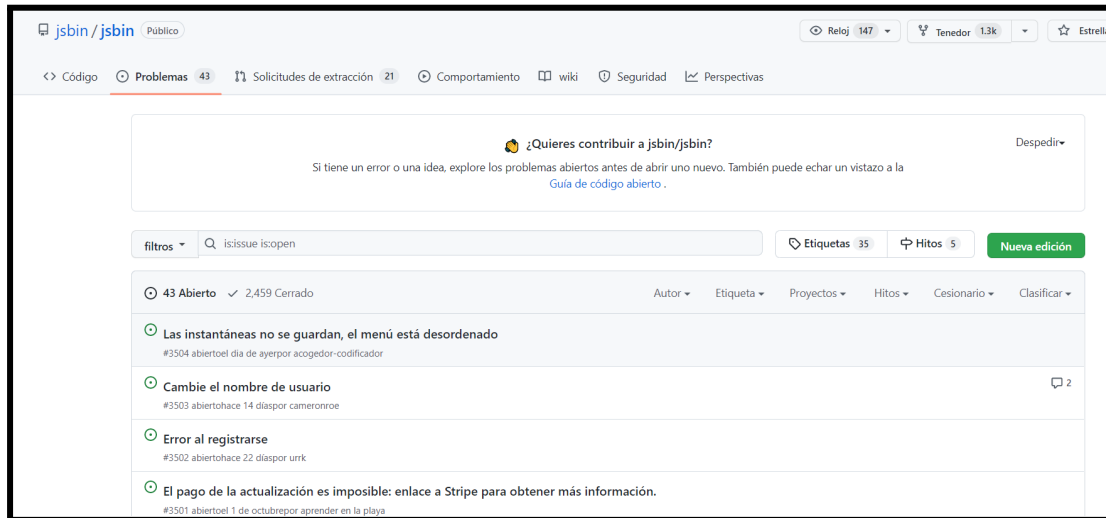 jsbin / jsbin Público
Reloj 147 Tenedor 1.3k Estrella
Código Problemas 43 Solicitudes de extracción 21 Comportamiento wiki Seguridad Perspectivas
¿Quieres contribuir a jsbin/jsbin? Despedir
Si tiene un error o una idea, explore los problemas abiertos antes de abrir uno nuevo. También puede echar un vistazo a la
Guía de código abierto .
filtros is:issue is:open Etiquetas 35 Hitos 5 Nueva edición
43 Abierto 2,459 Cerrado Autor Etiqueta Proyectos Hitos Cesionario Clasificar
Las instantáneas no se guardan, el menú está desordenado
#3504 abiertoel día de ayerpor acogedor-codificador
Cambie el nombre de usuario 2
#3503 abiertohace 14 díaspor cameronroe
Error al registrarse
#3502 abiertohace 22 díaspor urrk
El pago de la actualización es imposible: enlace a Stripe para obtener más información.
#3501 abiertoel 1 de octubrepor aprender en la playa